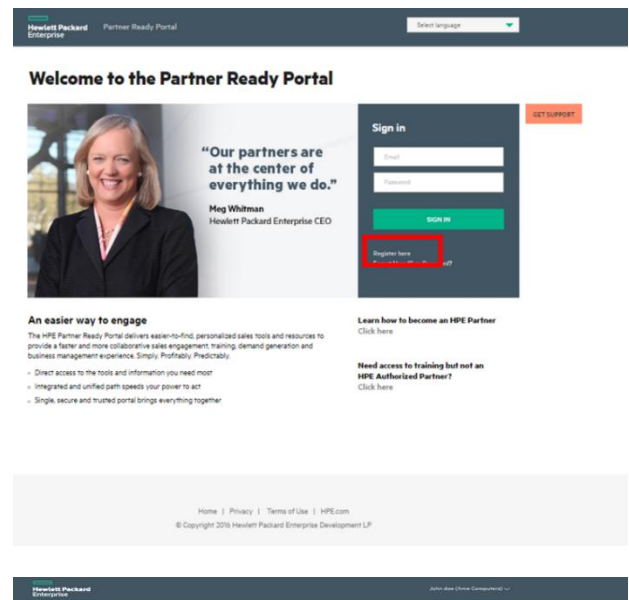 Hewlett Packard
Enterprise
Partner Ready Portal
Select language
Welcome to the Partner Ready Portal
GET SUPPORT
“Our partners are
at the center of
everything we do.”
Meg Whitman
Hewlett Packard Enterprise CEO
Sign in
Email
Password
SIGN IN
Register here
An easier way to engage
The HPE Partner Ready Portal delivers easier-to-find, personalized sales tools and resources to
provide a faster and more collaborative sales engagement, training, demand generation and
business management experience. Simply. Profitably. Predictably.
Direct access to the tools and information you need most
Integrated and unified path speeds your power to act
Single, secure and trusted portal brings everything together
Learn how to become an HPE Partner
Click here
Need access to training but not an
HPE Authorized Partner?
Click here
Home | Privacy | Terms of Use | HPE.com
© Copyright 2016 Hewlett Packard Enterprise Development LP
Hewlett Packard
Enterprise
John doe (Acme Computers)